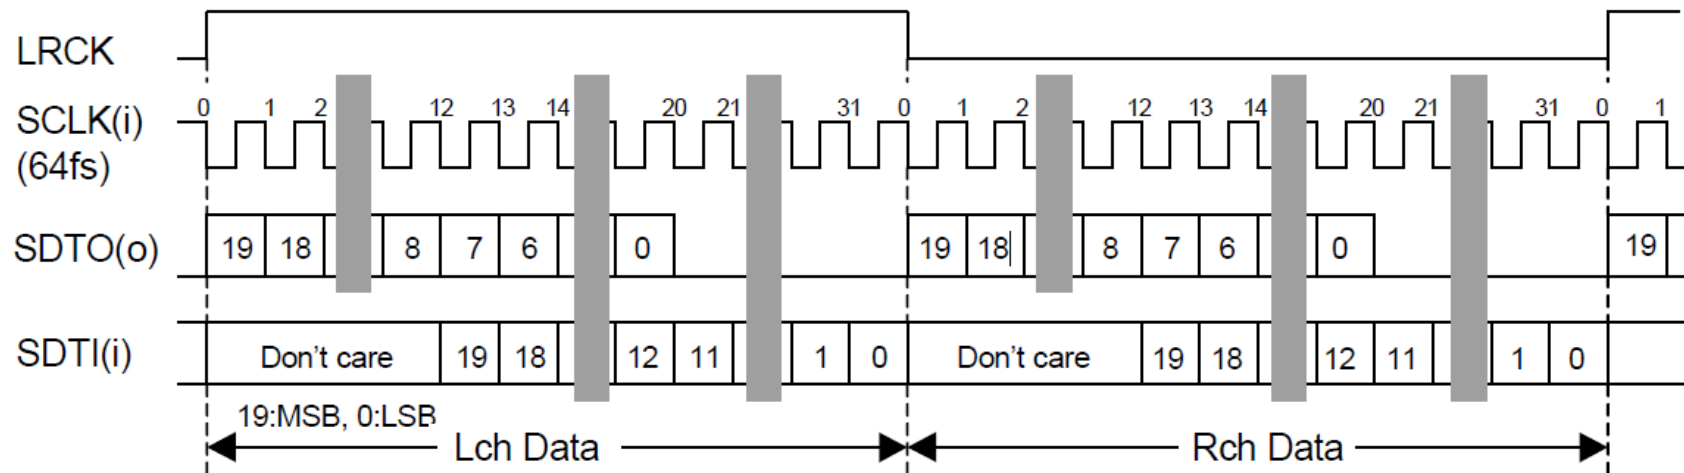 LRCK
0 1 2 12 13 14 20 21 31 0 1 2 12 13 14 20 21 31 0 1
SCLK(i)
(64fs)
SDTO(o) 19 18 8 7 6 0 19 18 8 7 6 0 19
SDTI(i) Don't care 19 18 12 11 1 0 Don't care 19 18 12 11 1 0
19:MSB, 0:LSB
Lch Data Rch Data